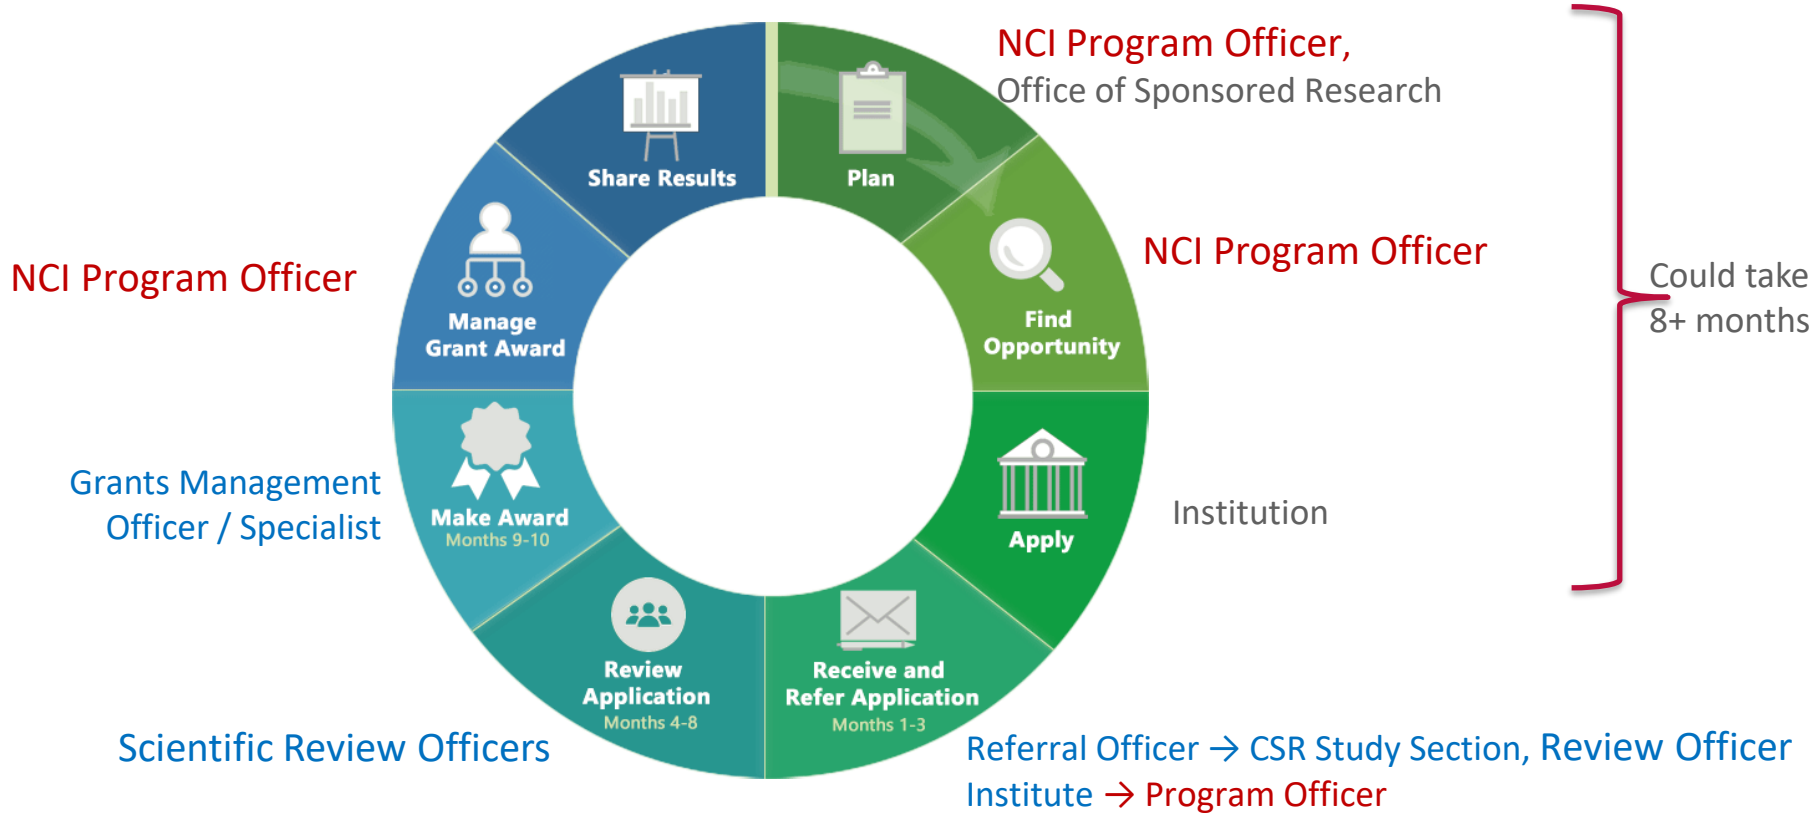 NCI Program Officer,
Office of Sponsored Research
Share Results
Plan
NCI Program Officer
Find
Opportunity
Could take
8+ months
NCI Program Officer
Manage
Grant Award
Grants Management
Officer / Specialist
Make Award
Months 9-10
Apply
Institution
Review
Application
Months 4-8
Receive and
Refer Application
Months 1-3
Scientific Review Officers
Referral Officer → CSR Study Section, Review Officer
Institute → Program Officer